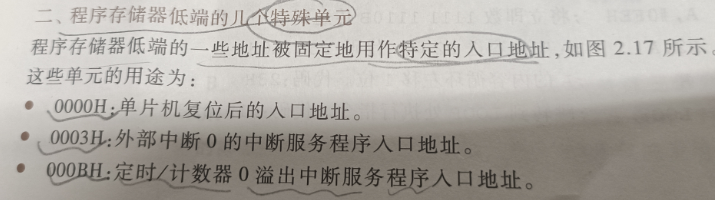 二、程序存储器低端的几个特殊单元
程序存储器低端的一些地址被固定地用作特定的入口地址,如图 2.17 所示。
这些单元的用途为:
• 0000H:单片机复位后的入口地址。
• 0003H:外部中断 0 的中断服务程序入口地址。
• 000BH:定时/计数器 0 溢出中断服务程序入口地址。